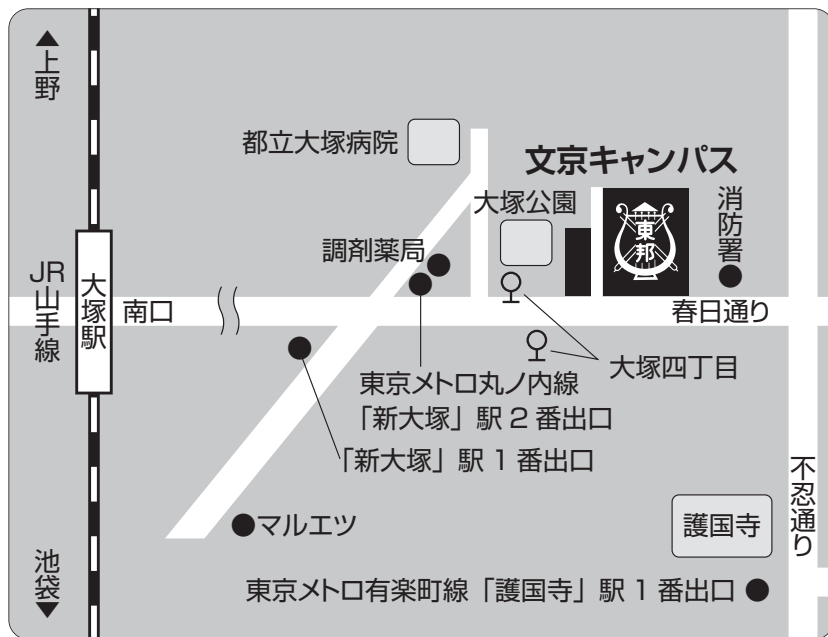 ▲上野
都立大塚病院
文京キャンパス
大塚公園
東邦
消防署
調剤薬局
JR山手線
大塚駅
南口
春日通り
大塚四丁目
東京メトロ丸ノ内線
「新大塚」駅2番出口
「新大塚」駅1番出口
不忍通り
マルエツ
護国寺
池袋▼
東京メトロ有楽町線「護国寺」駅1番出口